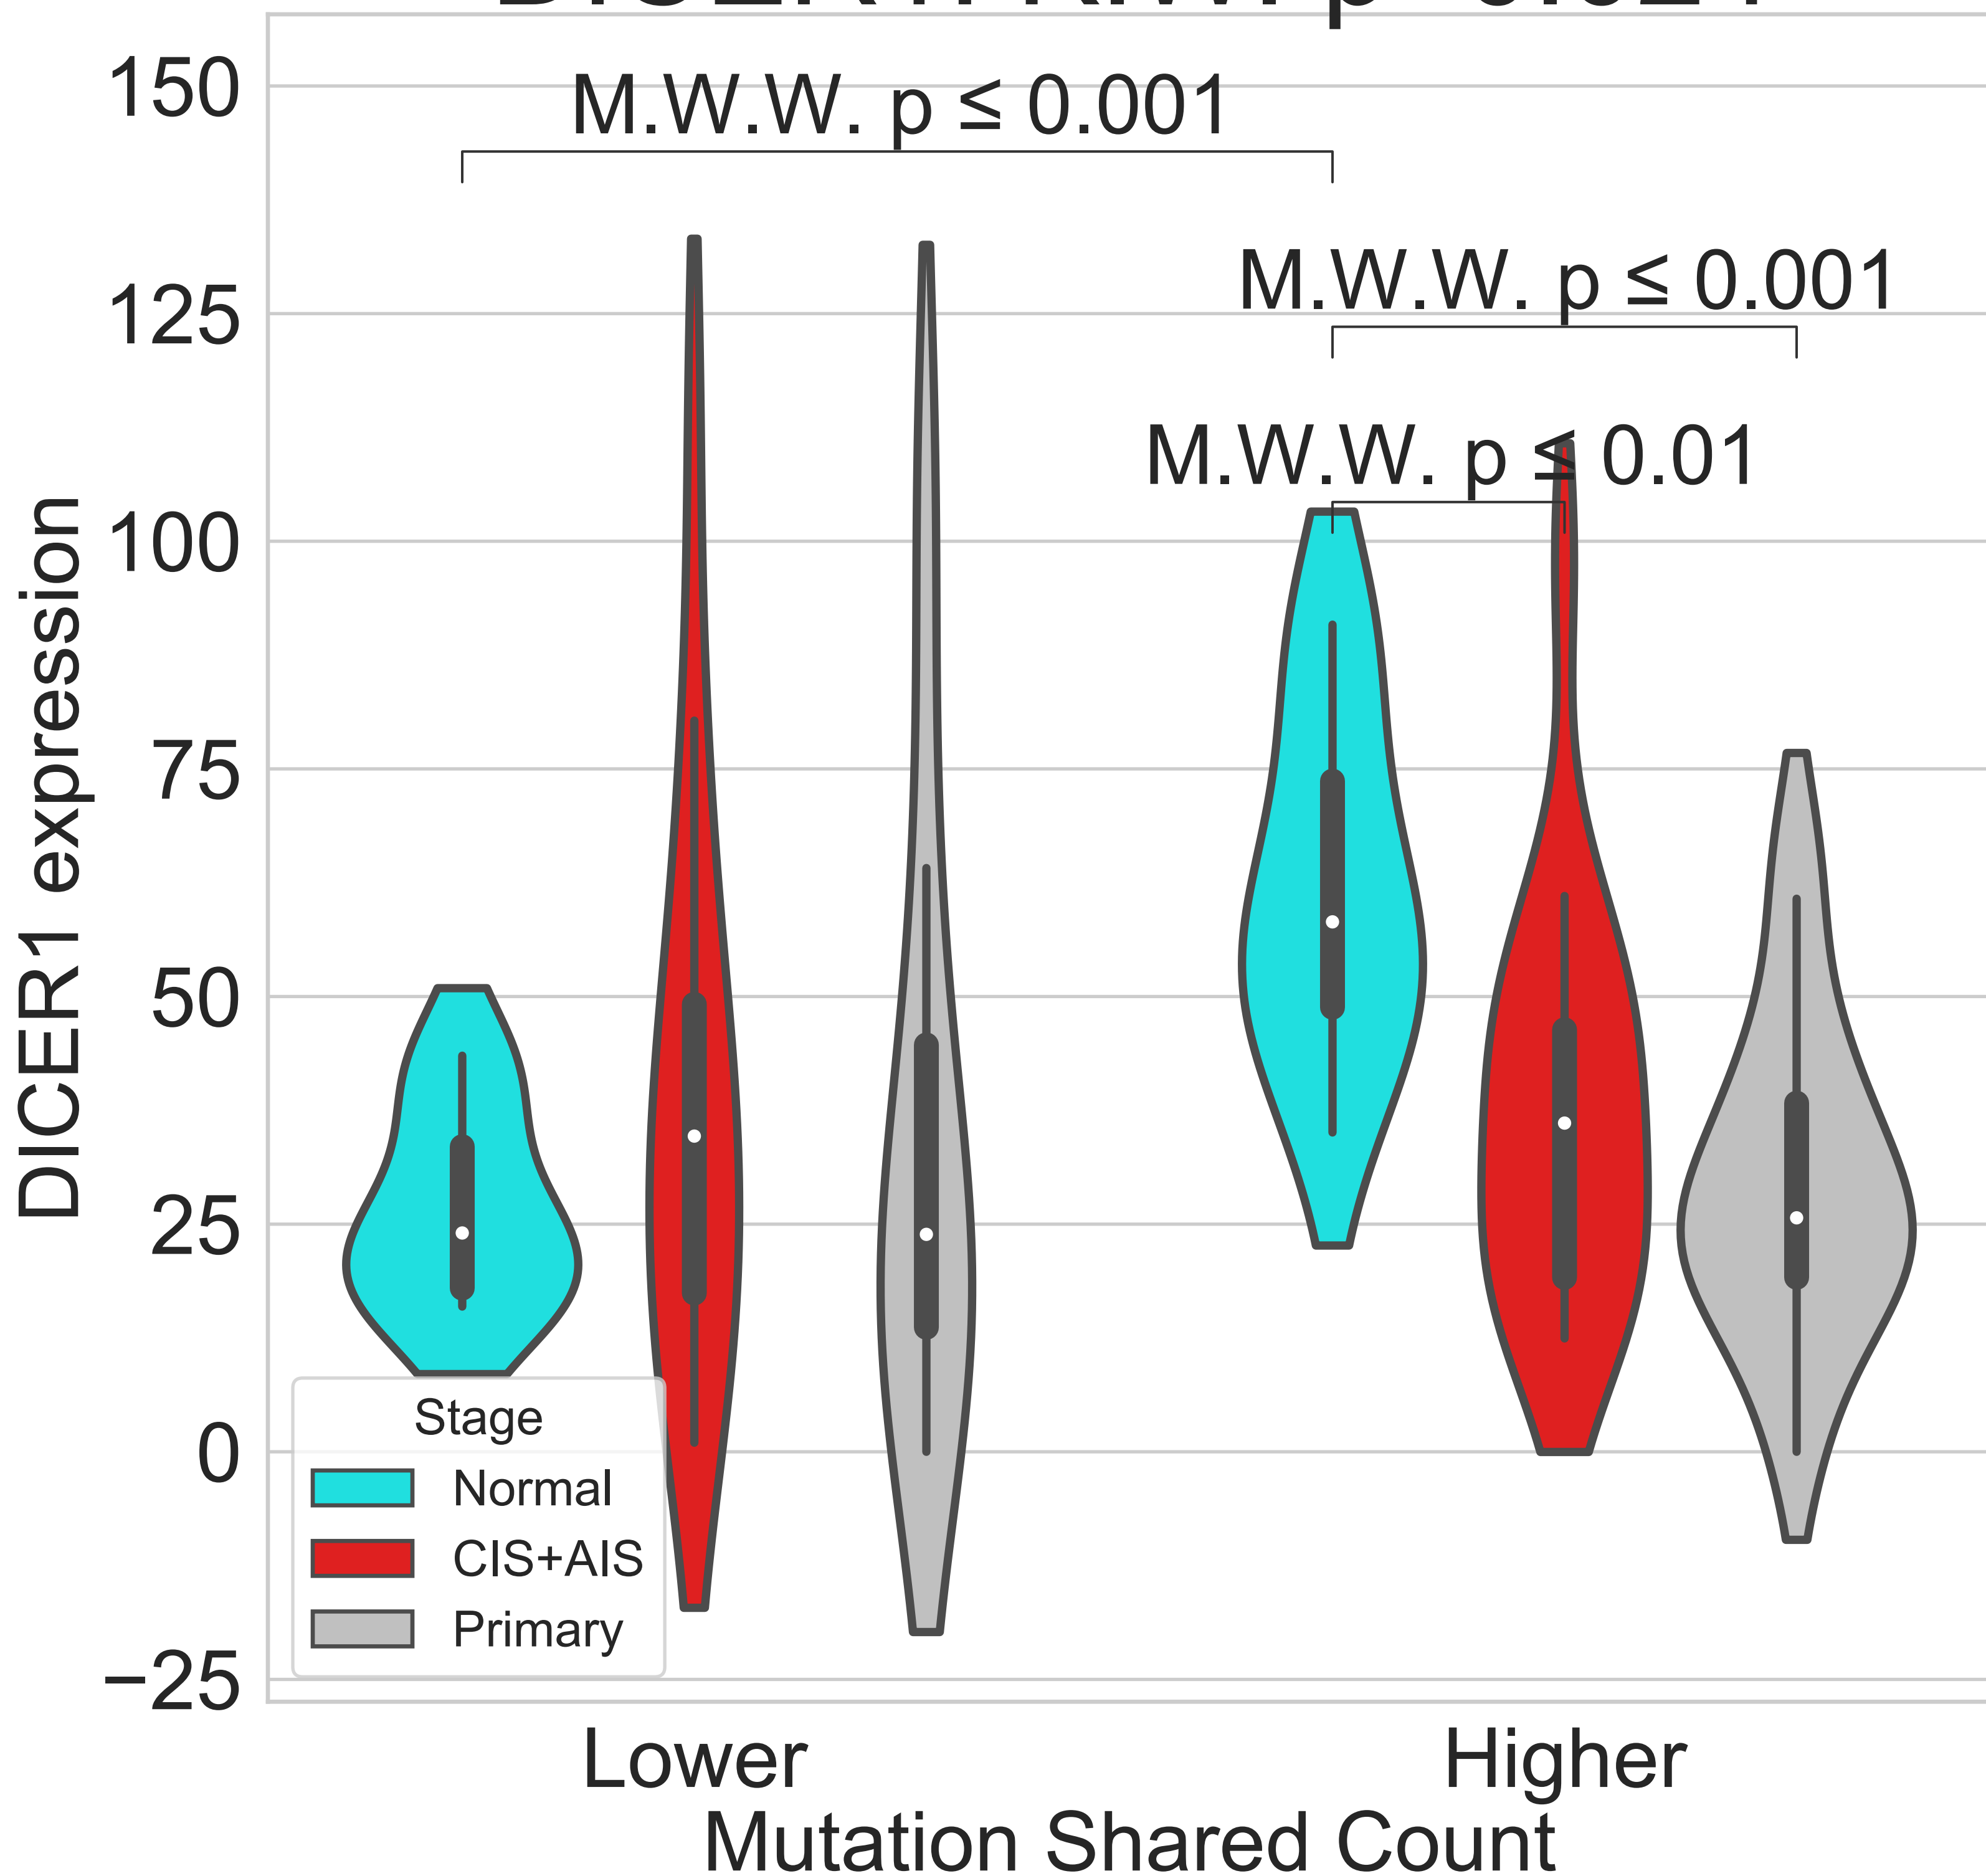 150
M.W.W. p ≤ 0.001
125
M.W.W. p ≤ 0.001
M.W.W. p ≤ 0.01
100
75
50
25
0
−25
DICER1 expression
Stage
Normal
CIS+AIS
Primary
Lower
Higher
Mutation Shared Count